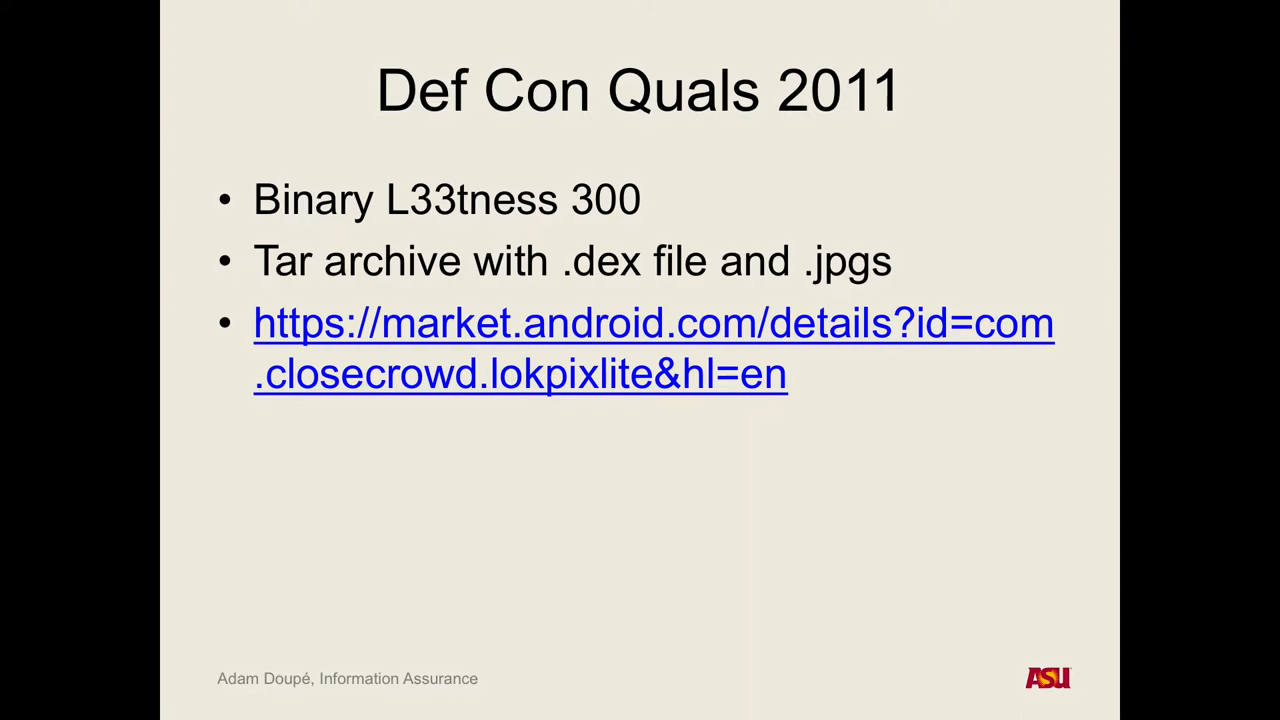 Def Con Quals 2011
• Binary L33tness 300
• Tar archive with .dex file and .jpgs
• https://market.android.com/details?id=com
.closecrowd.lokpixlite&hl=en
Adam Doupé, Information Assurance
ASU